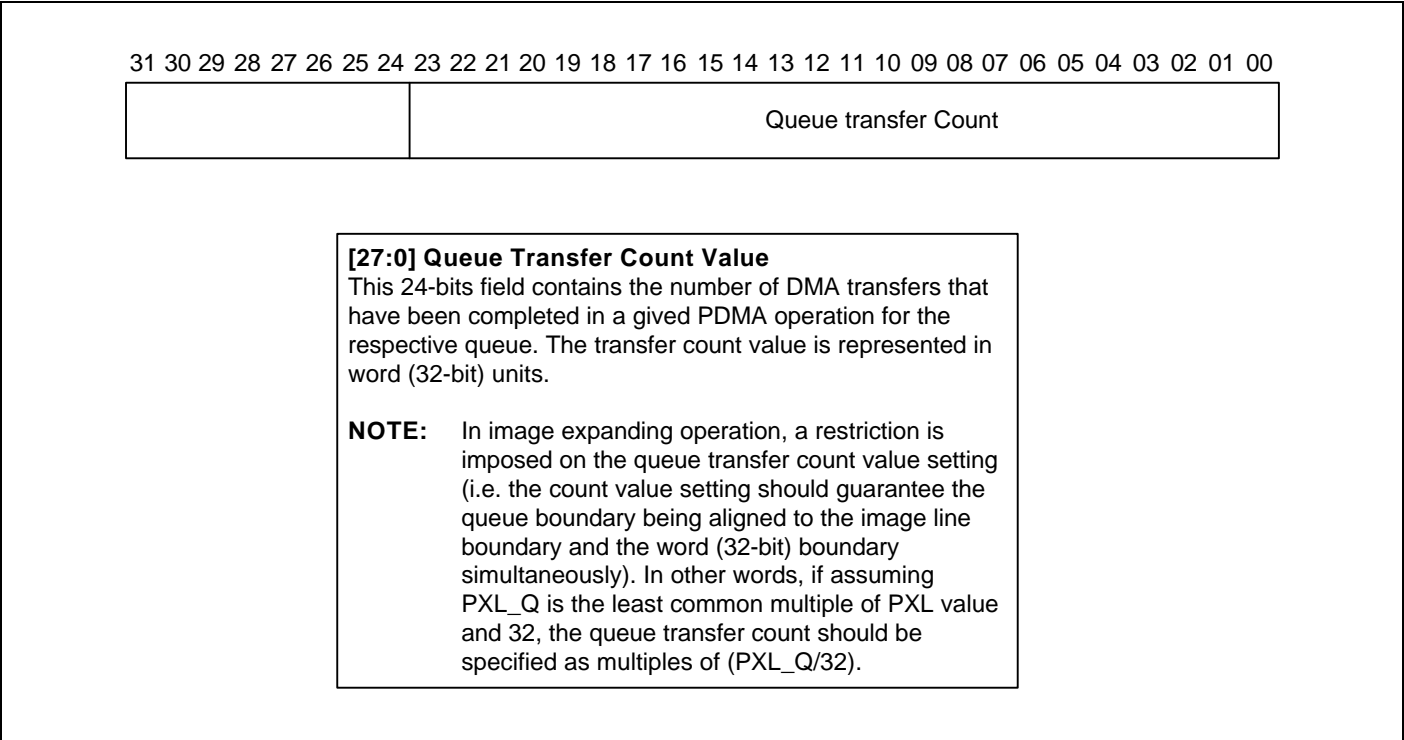 31 30 29 28 27 26 25 24 23 22 21 20 19 18 17 16 15 14 13 12 11 10 09 08 07 06 05 04 03 02 01 00
Queue transfer Count
[27:0] Queue Transfer Count Value
This 24-bits field contains the number of DMA transfers that
have been completed in a gived PDMA operation for the
respective queue. The transfer count value is represented in
word (32-bit) units.
NOTE: In image expanding operation, a restriction is
imposed on the queue transfer count value setting
(i.e. the count value setting should guarantee the
queue boundary being aligned to the image line
boundary and the word (32-bit) boundary
simultaneously). In other words, if assuming
PXL_Q is the least common multiple of PXL value
and 32, the queue transfer count should be
specified as multiples of (PXL_Q/32).